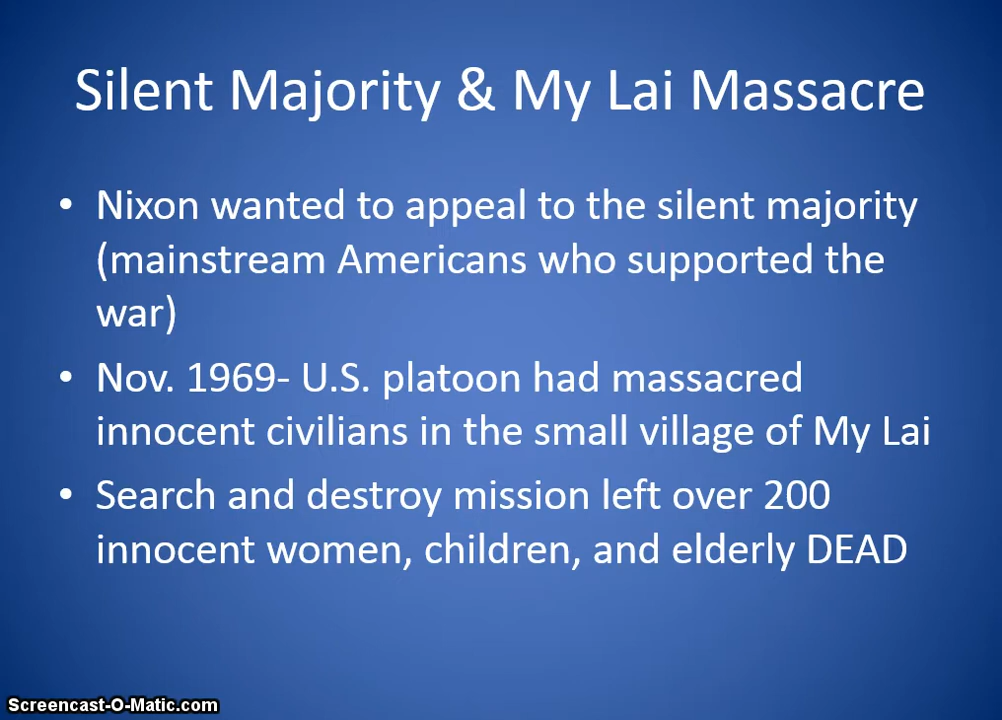 Silent Majority & My Lai Massacre
• Nixon wanted to appeal to the silent majority
(mainstream Americans who supported the
war)
• Nov. 1969- U.S. platoon had massacred
innocent civilians in the small village of My Lai
• Search and destroy mission left over 200
innocent women, children, and elderly DEAD
Screencast-O-Matic.com